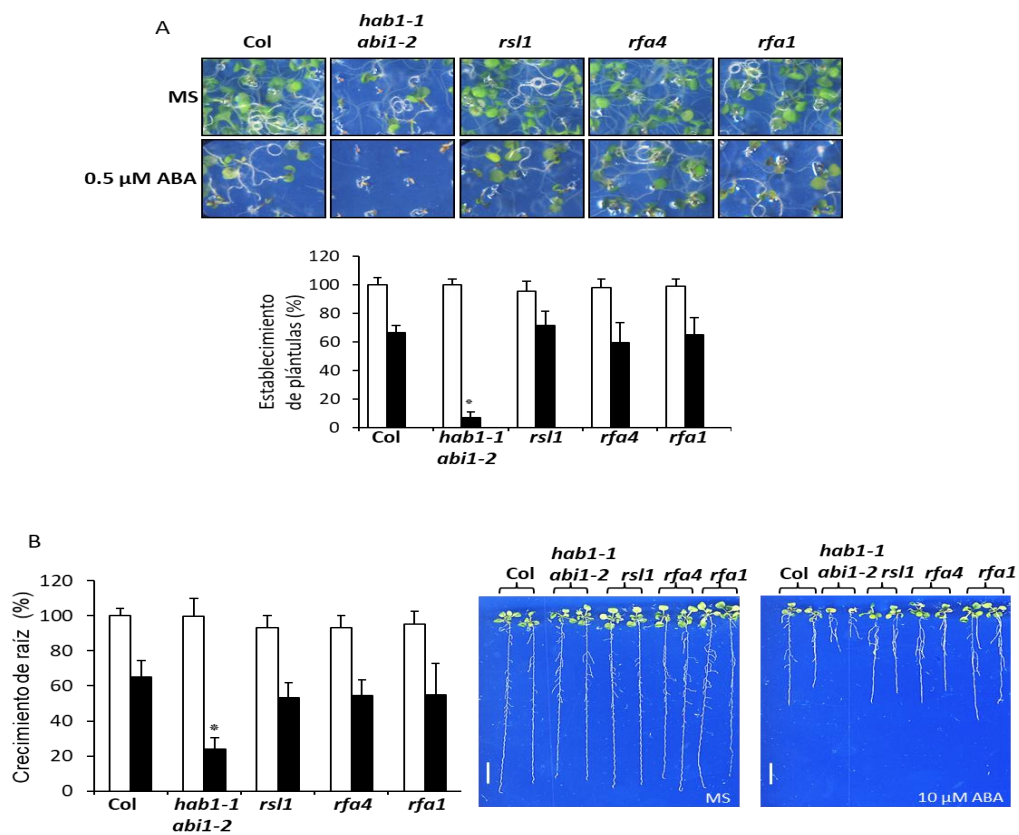 A
Col
hab1-1
abi1-2
rsl1
rfa4
rfa1
MS
0.5 µM ABA
Establecimiento
de plántulas (%)
120
100
80
60
40
20
0
*
Col
hab1-1
abi1-2
rsl1
rfa4
rfa1
B
Crecimiento de raíz (%)
120
100
80
60
40
20
0
*
Col
hab1-1
abi1-2
rsl1
rfa4
rfa1
Col
hab1-1
abi1-2
rsl1
rfa4
rfa1
MS
Col
hab1-1
abi1-2
rsl1
rfa4
rfa1
10 µM ABA